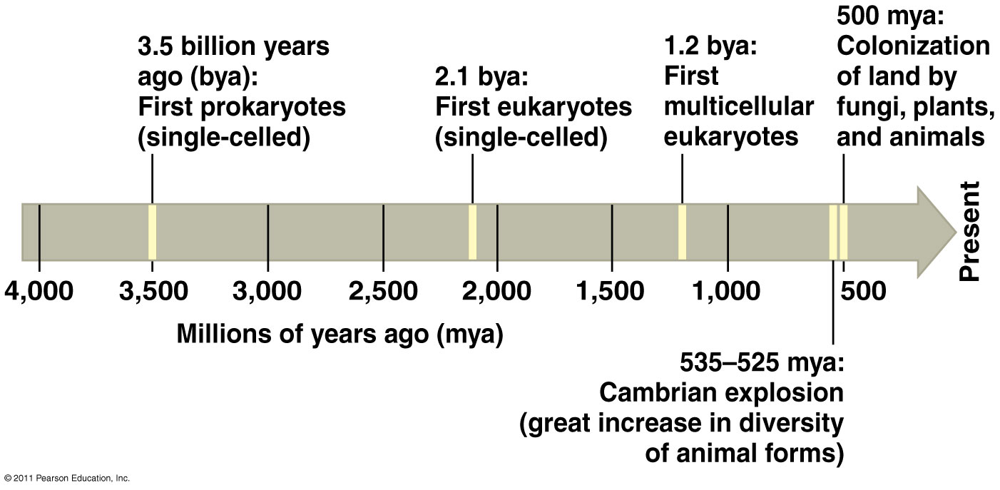 3.5 billion years
ago (bya):
First prokaryotes
(single-celled)
2.1 bya:
First eukaryotes
(single-celled)
1.2 bya:
First
multicellular
eukaryotes
500 mya:
Colonization
of land by
fungi, plants,
and animals
Present
4,000 3,500 3,000 2,500 2,000 1,500 1,000 500
Millions of years ago (mya)
535–525 mya:
Cambrian explosion
(great increase in diversity
of animal forms)
© 2011 Pearson Education, Inc.